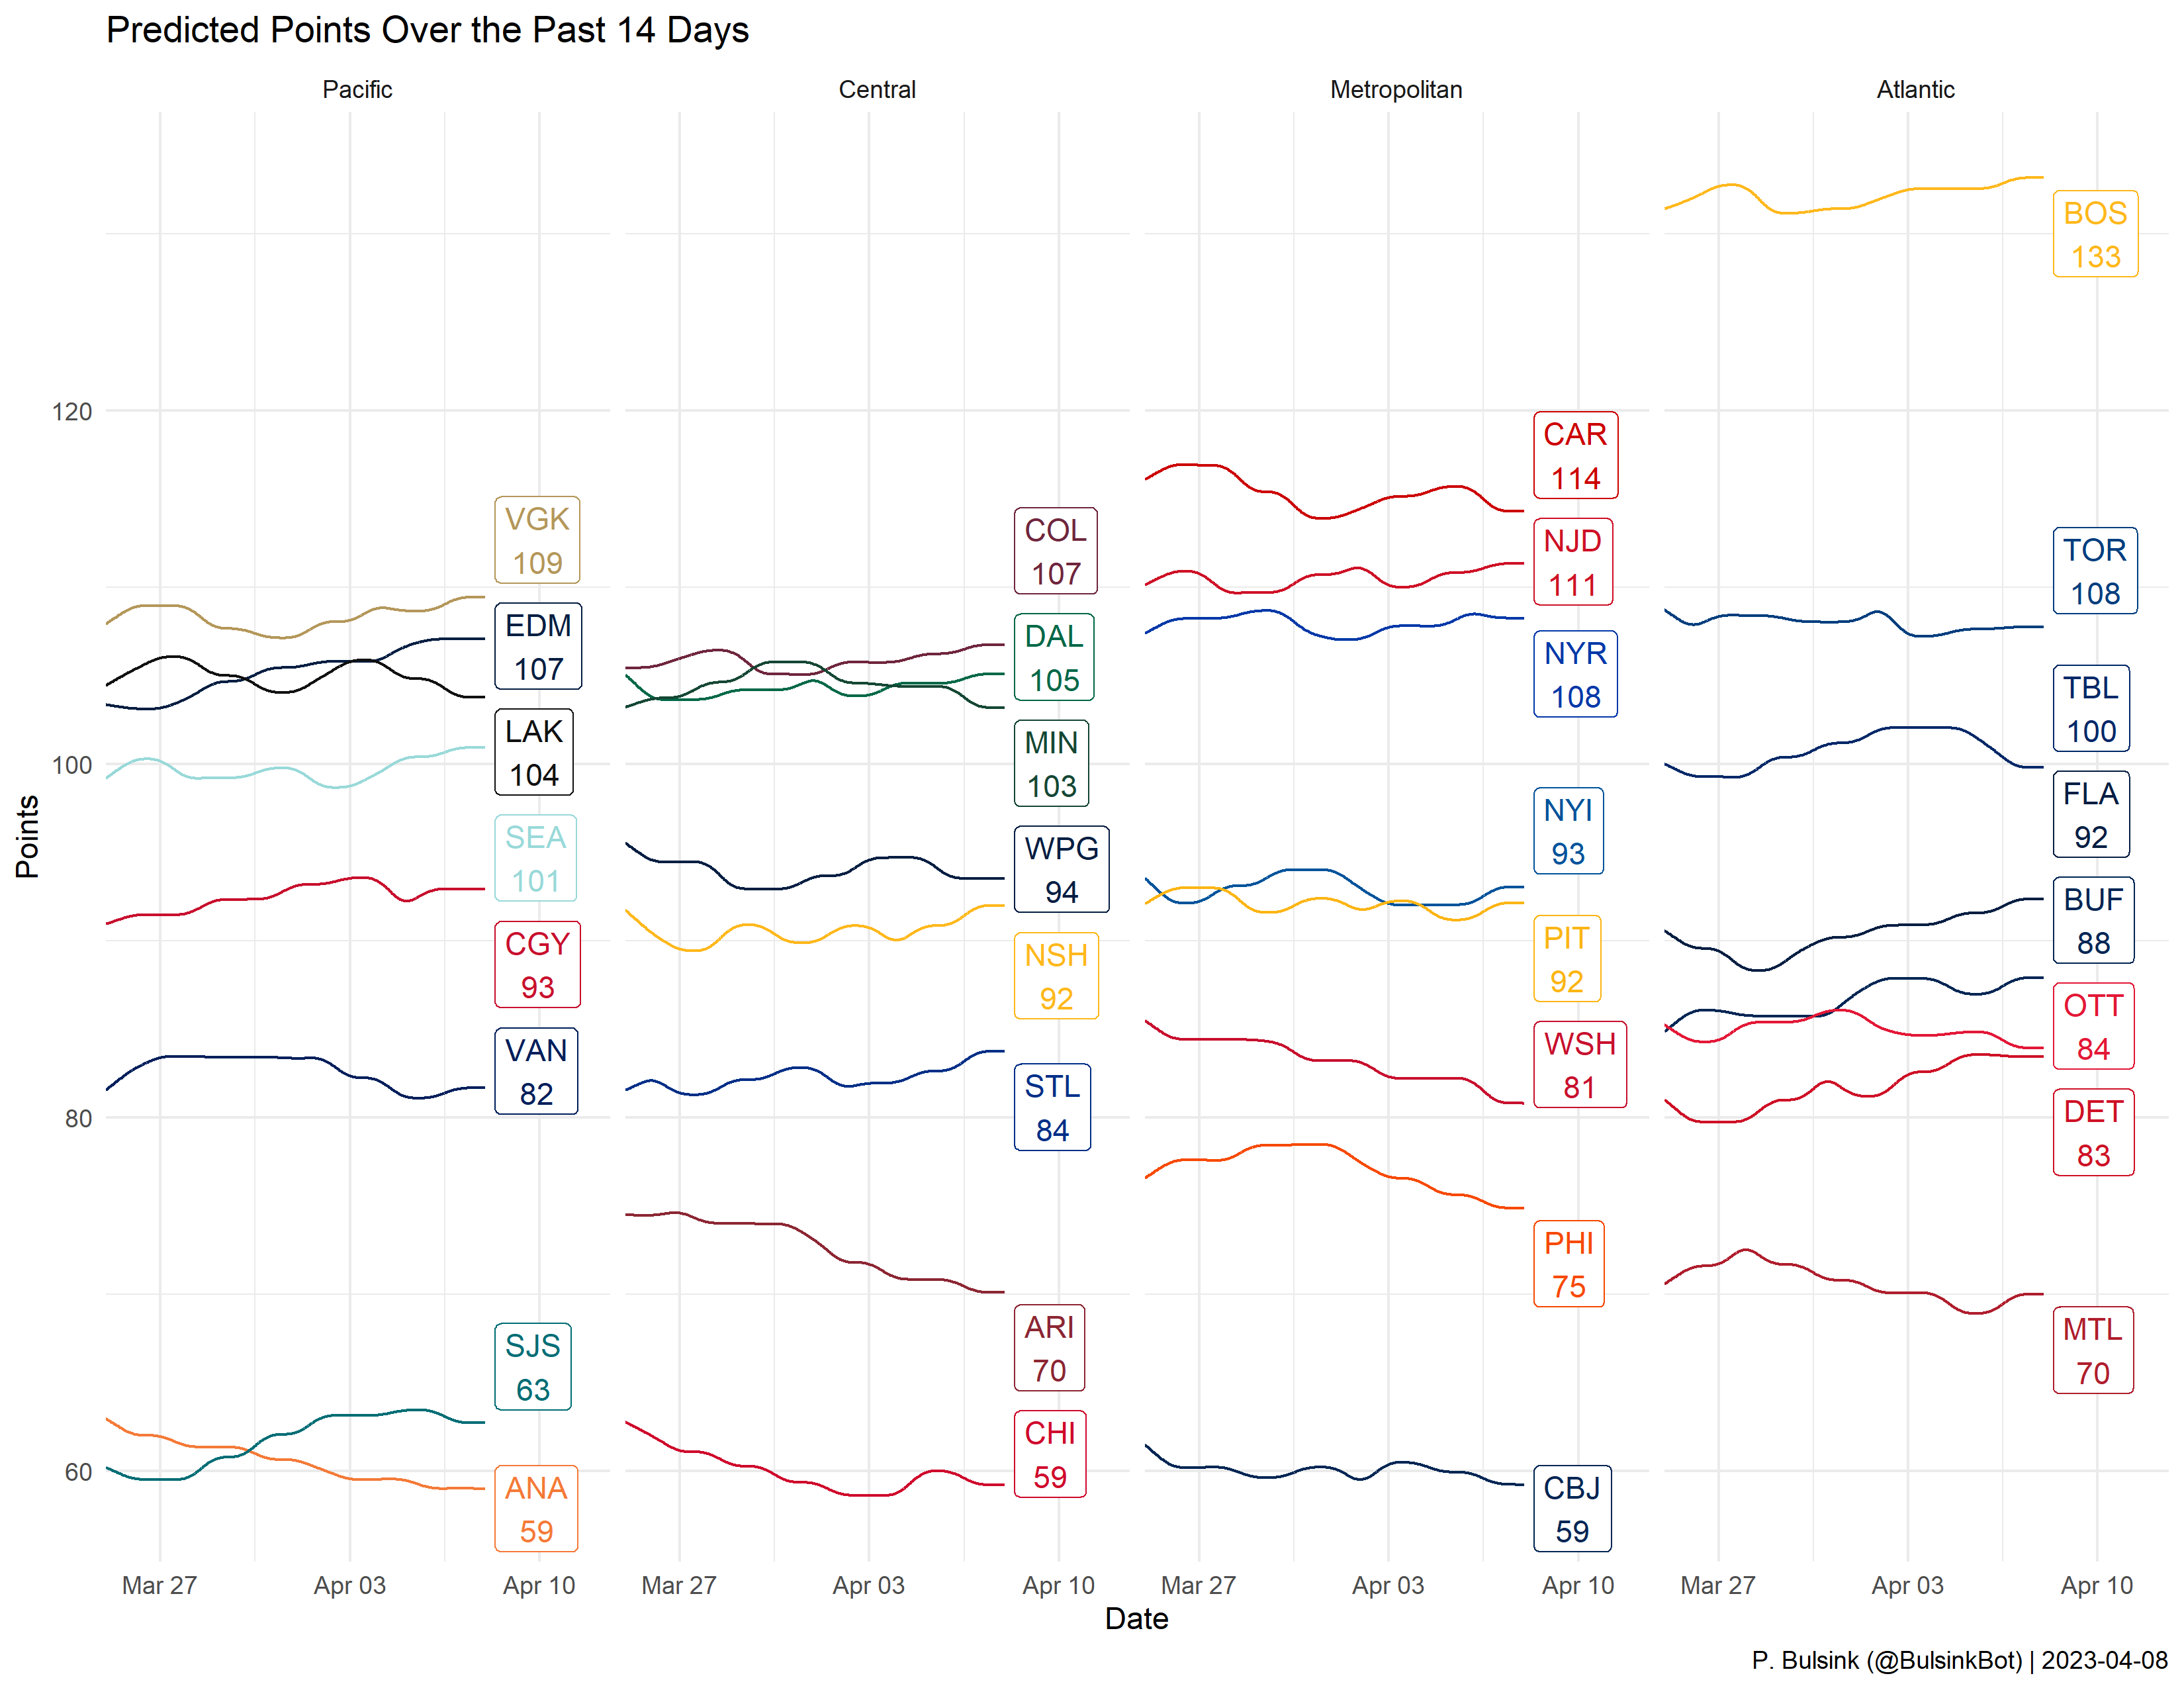 Predicted Points Over the Past 14 Days
Pacific
Central
Metropolitan
Atlantic
Points
120
100
80
60
VGK
109
EDM
107
LAK
104
SEA
101
CGY
93
VAN
82
SJS
63
ANA
59
COL
107
DAL
105
MIN
103
WPG
94
NSH
92
STL
84
ARI
70
CHI
59
CAR
114
NJD
111
NYR
108
NYI
93
PIT
92
WSH
81
PHI
75
CBJ
59
BOS
133
TOR
108
TBL
100
FLA
92
BUF
88
OTT
84
DET
83
MTL
70
Mar 27 Apr 03 Apr 10 Mar 27 Apr 03 Apr 10 Mar 27 Apr 03 Apr 10 Mar 27 Apr 03 Apr 10
Date
P. Bulsink (@BulsinkBot) | 2023-04-08